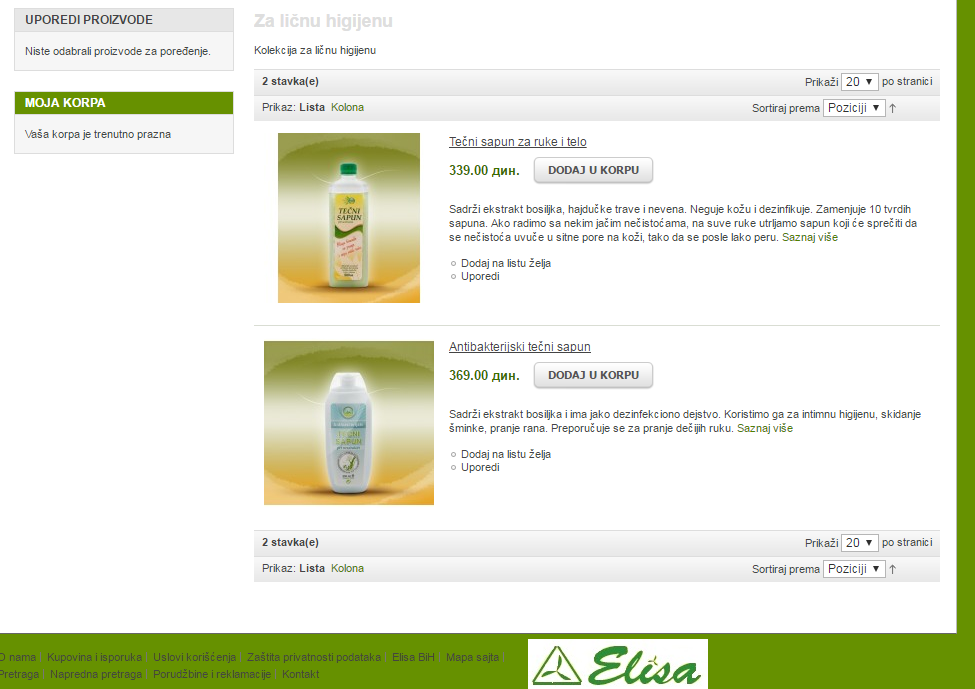 UPOREDI PROIZVODE
Niste odabrali proizvode za poređenje.
MOJA KORPA
Vaša korpa je trenutno prazna
Za ličnu higijenu
Kolekcija za ličnu higijenu
2 stavka(e)
Prikaži 20 po stranici
Prikaz: Lista Kolona
Sortiraj prema Poziciji
TEČNI
SAPUN
Tečni sapun za ruke i telo
339.00 дин. DODAJ U KORPU
Sadrži ekstrakt bosiljka, hajdučke trave i nevena. Neguje kožu i dezinfikuje. Zamenjuje 10 tvrdih
sapuna. Ako radimo sa nekim jačim nečistoćama, na suve ruke utrljamo sapun koji će sprečiti da
se nečistoća uvuče u sitne pore na koži, tako da se posle lako peru. Saznaj više
Dodaj na listu želja
Uporedi
TEČNI
SAPUN
Antibakterijski tečni sapun
369.00 дин. DODAJ U KORPU
Sadrži ekstrakt bosiljka i ima jako dezinfekciono dejstvo. Koristimo ga za intimnu higijenu, skidanje
šminke, pranje rana. Preporučuje se za pranje dečijih ruku. Saznaj više
Dodaj na listu želja
Uporedi
2 stavka(e)
Prikaži 20 po stranici
Prikaz: Lista Kolona
Sortiraj prema Poziciji
O nama | Kupovina i isporuka | Uslovi korišćenja | Zaštita privatnosti podataka Elisa BiH Mapa sajta
Pretraga Napredna pretraga | Porudžbine i reklamacije Kontakt
Elisa